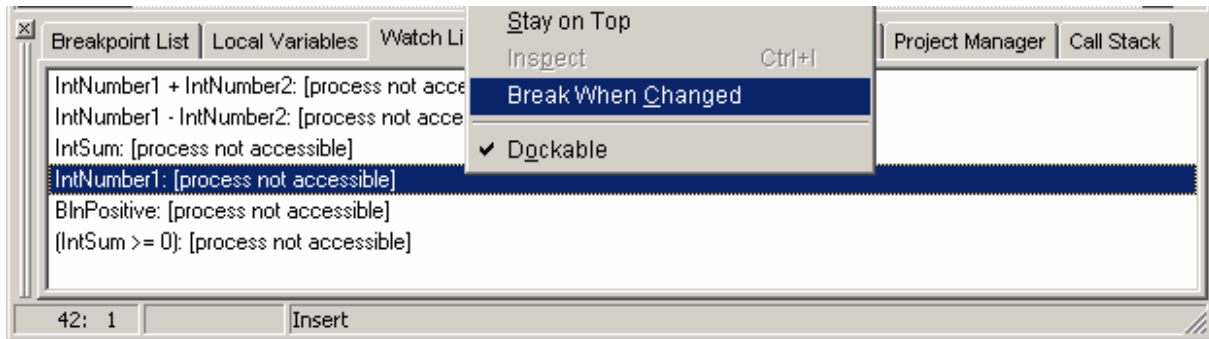 Breakpoint List Local Variables Watch Li Project Manager Call Stack
Stay on Top
Inspect Ctrl+I
Break When Changed
Dockable
IntNumber1 + IntNumber2: [process not acce
IntNumber1 - IntNumber2: [process not acce
IntSum: [process not accessible]
IntNumber1: [process not accessible]
BlnPositive: [process not accessible]
(IntSum >= 0): [process not accessible]
42: 1 Insert